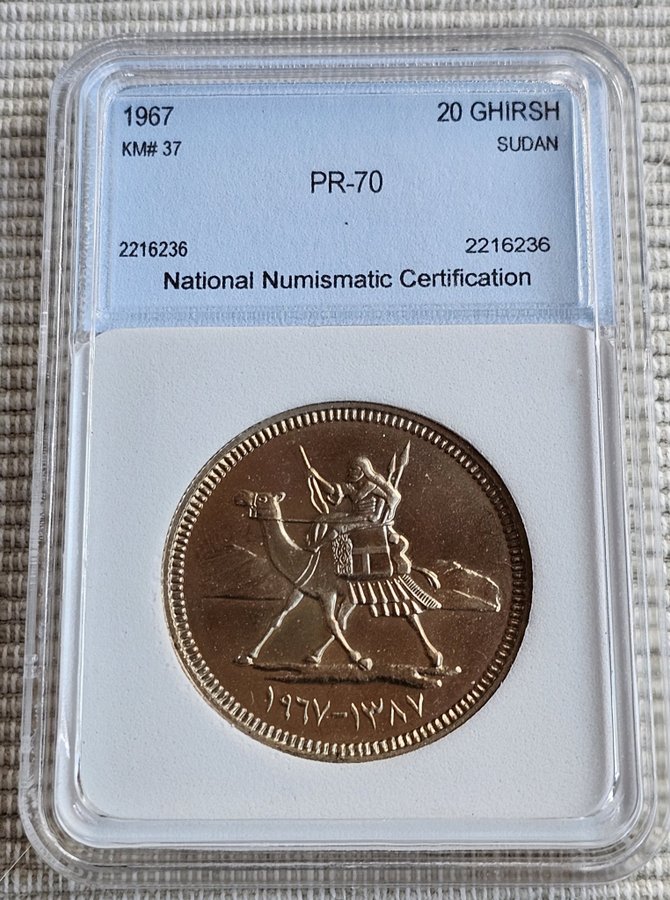 1967 20 GHIRSH
KM# 37 SUDAN
PR-70
2216236 2216236
National Numismatic Certification
١٩٦٧-١٣٨٧